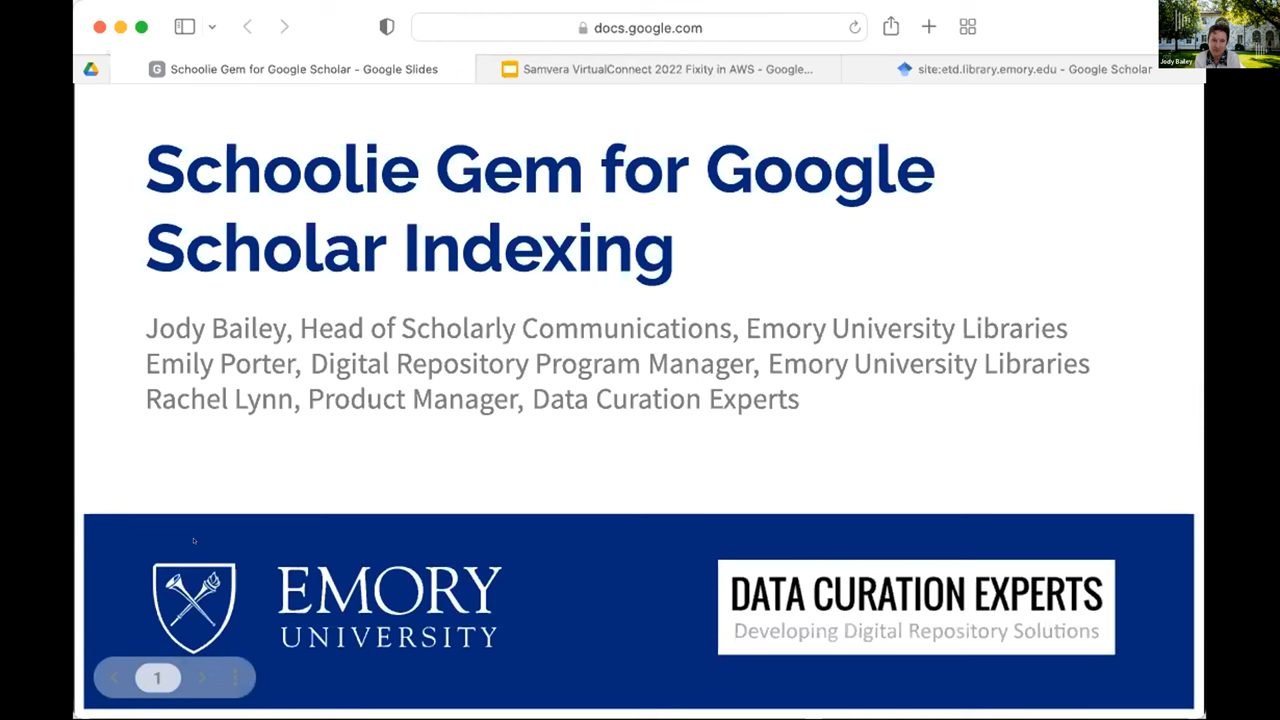 docs.google.com
Schoolie Gem for Google Scholar - Google Slides
Samvera VirtualConnect 2022 Fixity in AWS - Google...
site:etd.library.emory.edu - Google Scholar
Jody Bailey
Schoolie Gem for Google
Scholar Indexing
Jody Bailey, Head of Scholarly Communications, Emory University Libraries
Emily Porter, Digital Repository Program Manager, Emory University Libraries
Rachel Lynn, Product Manager, Data Curation Experts
EMORY
UNIVERSITY
DATA CURATION EXPERTS
Developing Digital Repository Solutions
1